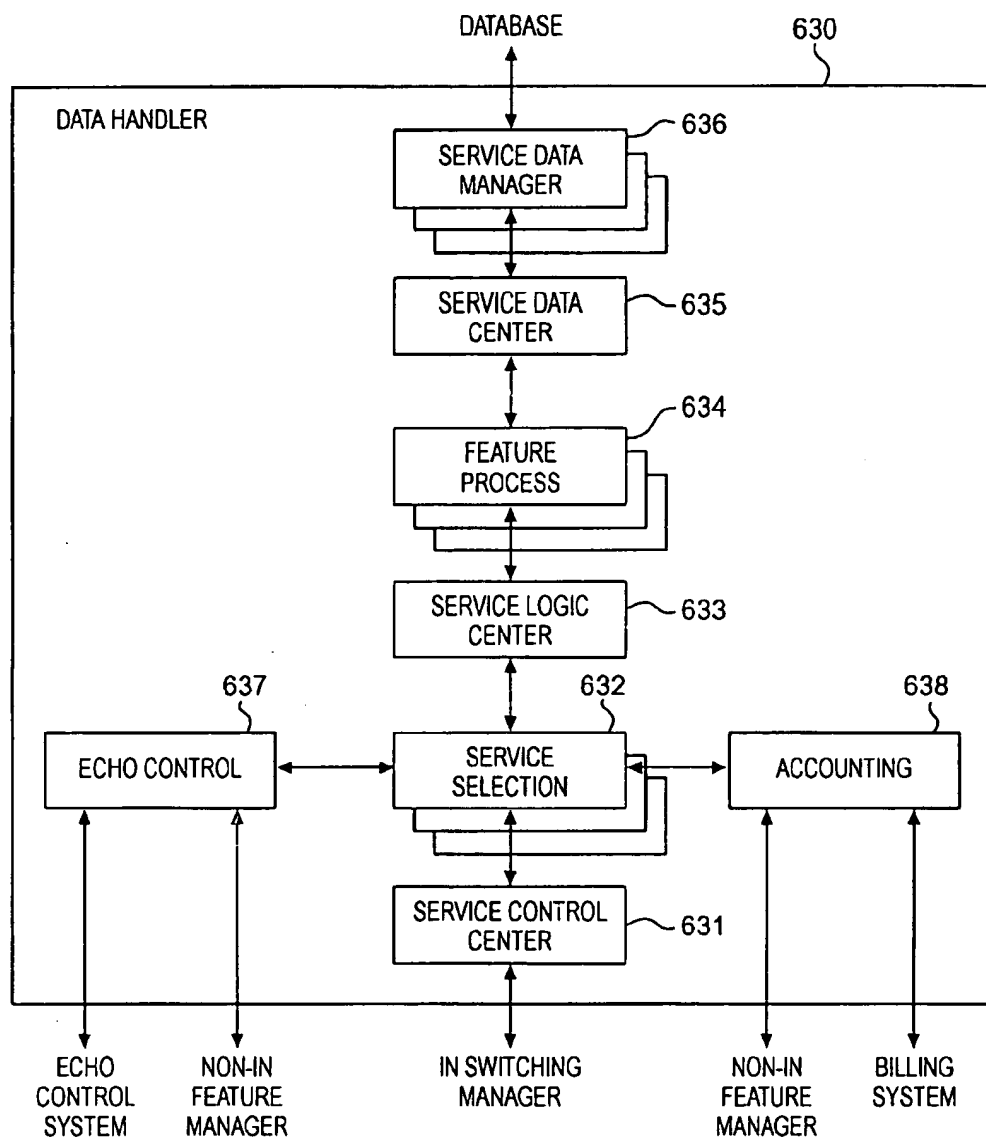 DATABASE
630
DATA HANDLER
636
SERVICE DATA
MANAGER
SERVICE DATA
CENTER
635
634
FEATURE
PROCESS
SERVICE LOGIC
CENTER
633
637
632
638
ECHO CONTROL
SERVICE
SELECTION
ACCOUNTING
SERVICE CONTROL
CENTER
631
ECHO
CONTROL
SYSTEM
NON-IN
FEATURE
MANAGER
IN SWITCHING
MANAGER
NON-IN
FEATURE
MANAGER
BILLING
SYSTEM